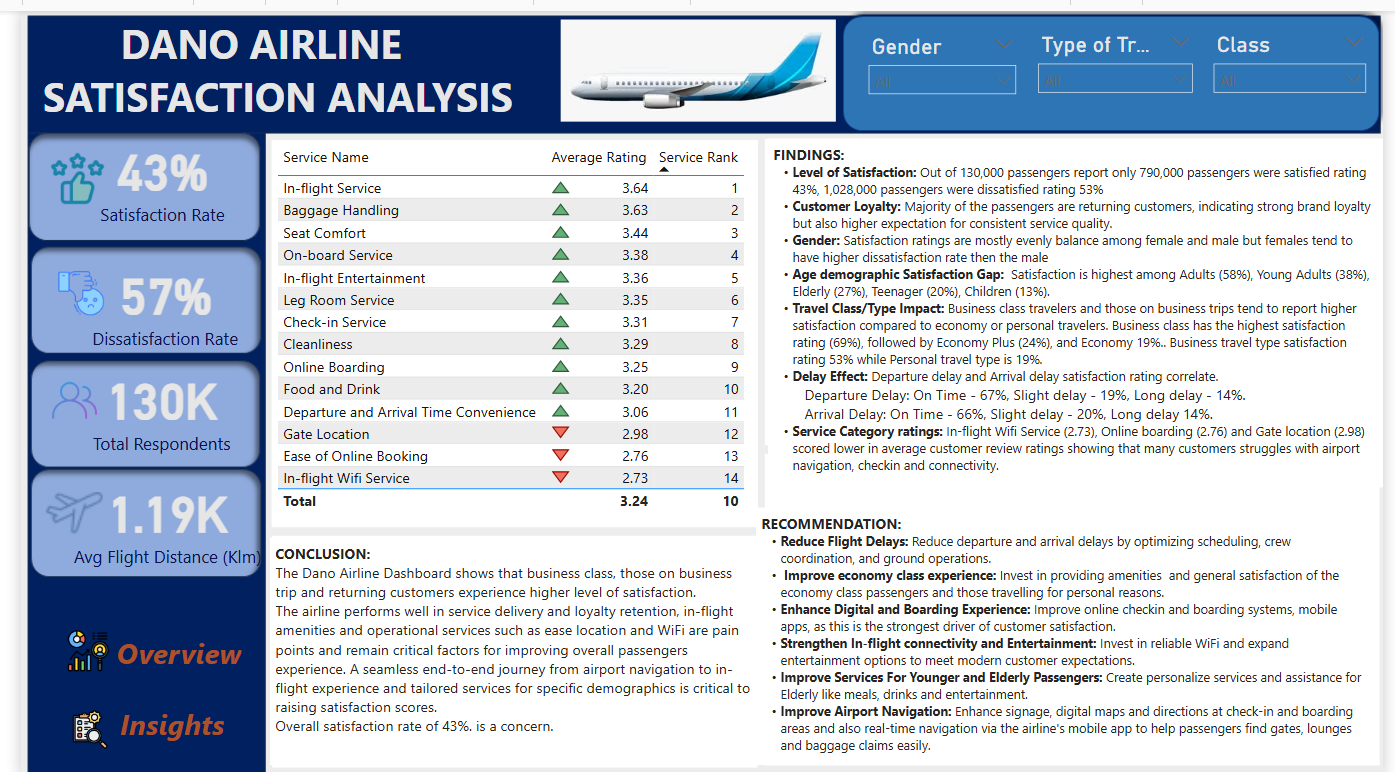 DANO AIRLINE
SATISFACTION ANALYSIS
Gender
All
Type of Tr...
All
Class
All
43%
Satisfaction Rate
57%
Dissatisfaction Rate
130K
Total Respondents
1.19K
Avg Flight Distance (Klm)
Overview
Insights
Service Name Average Rating Service Rank
In-flight Service 3.64 1
Baggage Handling 3.63 2
Seat Comfort 3.44 3
On-board Service 3.38 4
In-flight Entertainment 3.36 5
Leg Room Service 3.35 6
Check-in Service 3.31 7
Cleanliness 3.29 8
Online Boarding 3.25 9
Food and Drink 3.20 10
Departure and Arrival Time Convenience 3.06 11
Gate Location 2.98 12
Ease of Online Booking 2.76 13
In-flight Wifi Service 2.73 14
Total 3.24 10
CONCLUSION:
The Dano Airline Dashboard shows that business class, those on business
trip and returning customers experience higher level of satisfaction.
The airline performs well in service delivery and loyalty retention, in-flight
amenities and operational services such as ease location and WiFi are pain
points and remain critical factors for improving overall passengers
experience. A seamless end-to-end journey from airport navigation to in-
flight experience and tailored services for specific demographics is critical to
raising satisfaction scores.
Overall satisfaction rate of 43%. is a concern.
FINDINGS:
• Level of Satisfaction: Out of 130,000 passengers report only 790,000 passengers were satisfied rating
43%, 1,028,000 passengers were dissatisfied rating 53%
• Customer Loyalty: Majority of the passengers are returning customers, indicating strong brand loyalty
but also higher expectation for consistent service quality.
• Gender: Satisfaction ratings are mostly evenly balance among female and male but females tend to
have higher dissatisfaction rate then the male
• Age demographic Satisfaction Gap: Satisfaction is highest among Adults (58%), Young Adults (38%),
Elderly (27%), Teenager (20%), Children (13%).
• Travel Class/Type Impact: Business class travelers and those on business trips tend to report higher
satisfaction compared to economy or personal travelers. Business class has the highest satisfaction
rating (69%), followed by Economy Plus (24%), and Economy 19%.. Business travel type satisfaction
rating 53% while Personal travel type is 19%.
• Delay Effect: Departure delay and Arrival delay satisfaction rating correlate.
Departure Delay: On Time - 67%, Slight delay - 19%, Long delay - 14%.
Arrival Delay: On Time - 66%, Slight delay - 20%, Long delay 14%.
• Service Category ratings: In-flight Wifi Service (2.73), Online boarding (2.76) and Gate location (2.98)
scored lower in average customer review ratings showing that many customers struggles with airport
navigation, checkin and connectivity.
RECOMMENDATION:
• Reduce Flight Delays: Reduce departure and arrival delays by optimizing scheduling, crew
coordination, and ground operations.
• Improve economy class experience: Invest in providing amenities and general satisfaction of the
economy class passengers and those travelling for personal reasons.
• Enhance Digital and Boarding Experience: Improve online checkin and boarding systems, mobile
apps, as this is the strongest driver of customer satisfaction.
• Strengthen In-flight connectivity and Entertainment: Invest in reliable WiFi and expand
entertainment options to meet modern customer expectations.
• Improve Services For Younger and Elderly Passengers: Create personalize services and assistance for
Elderly like meals, drinks and entertainment.
• Improve Airport Navigation: Enhance signage, digital maps and directions at check-in and boarding
areas and also real-time navigation via the airline's mobile app to help passengers find gates, lounges
and baggage claims easily.